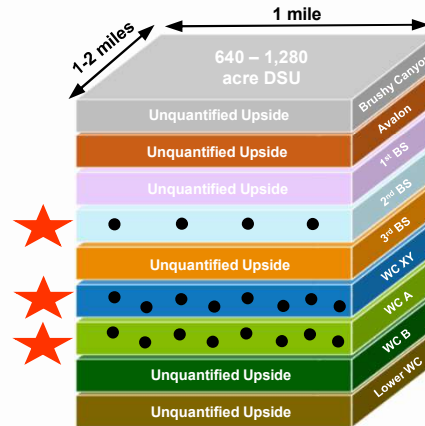 1 mile
1-2 miles
640 – 1,280
acre DSU
Brushy Canyon
Unquantified Upside
Avalon
Unquantified Upside
1st BS
Unquantified Upside
2nd BS
3rd BS
Unquantified Upside
WC XY
WC A
WC B
Unquantified Upside
Lower WC
Unquantified Upside